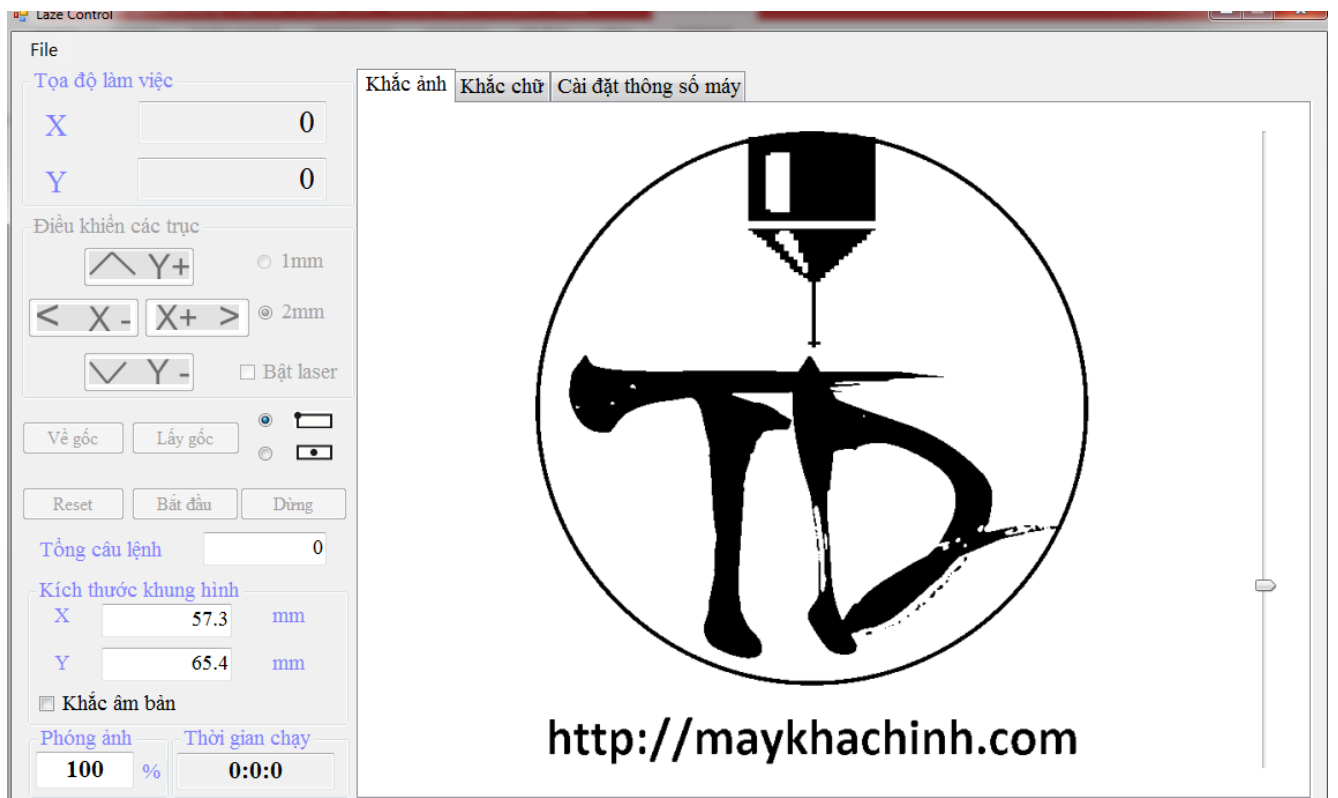 Laze Control
File
Tọa độ làm việc
X 0
Y 0
Điều khiển các trục
Y+
1mm
< X - X+ >
2mm
Y -
Bật laser
Về gốc Lấy gốc
Reset Bắt đầu Dừng
Tổng câu lệnh 0
Kích thước khung hình
X 57.3 mm
Y 65.4 mm
Khắc âm bản
Phóng ảnh Thời gian chạy
100 % 0:0:0
Khắc ảnh Khắc chữ Cài đặt thông số máy
TD
http://maykhachinh.com